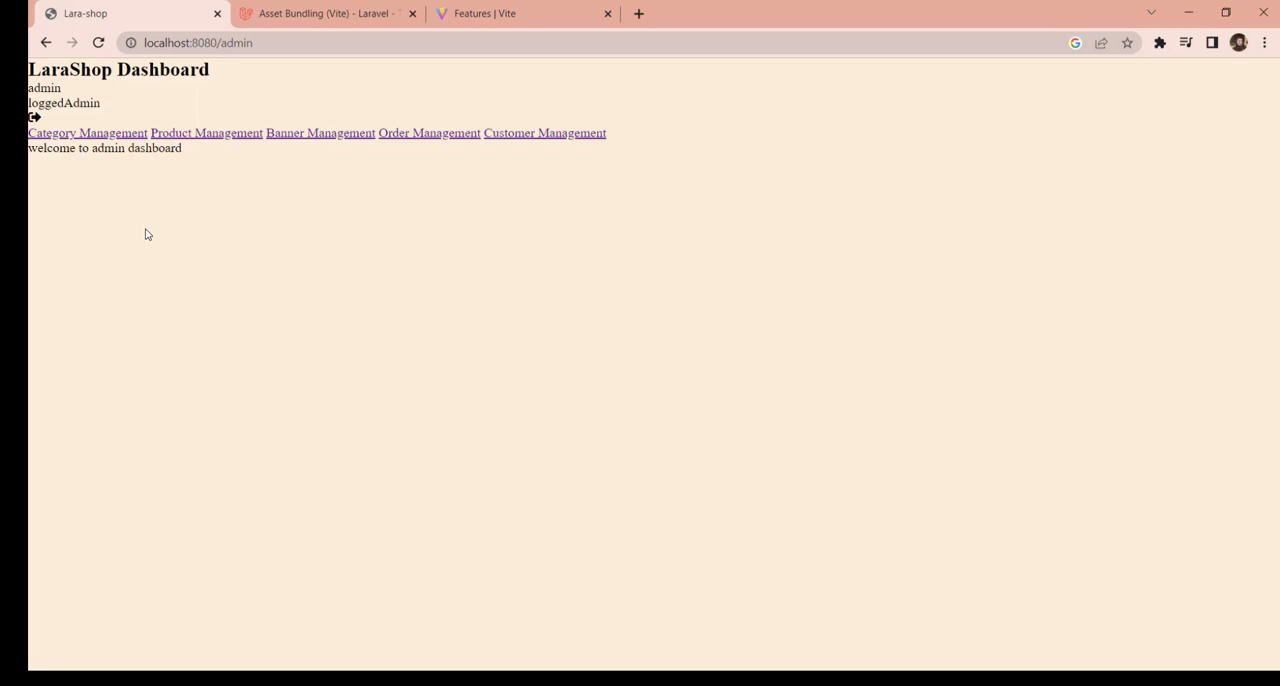 Lara-shop
Asset Bundling (Vite) - Laravel -
Features | Vite
localhost:8080/admin
LaraShop Dashboard
admin
loggedAdmin
Category Management Product Management Banner Management Order Management Customer Management
welcome to admin dashboard